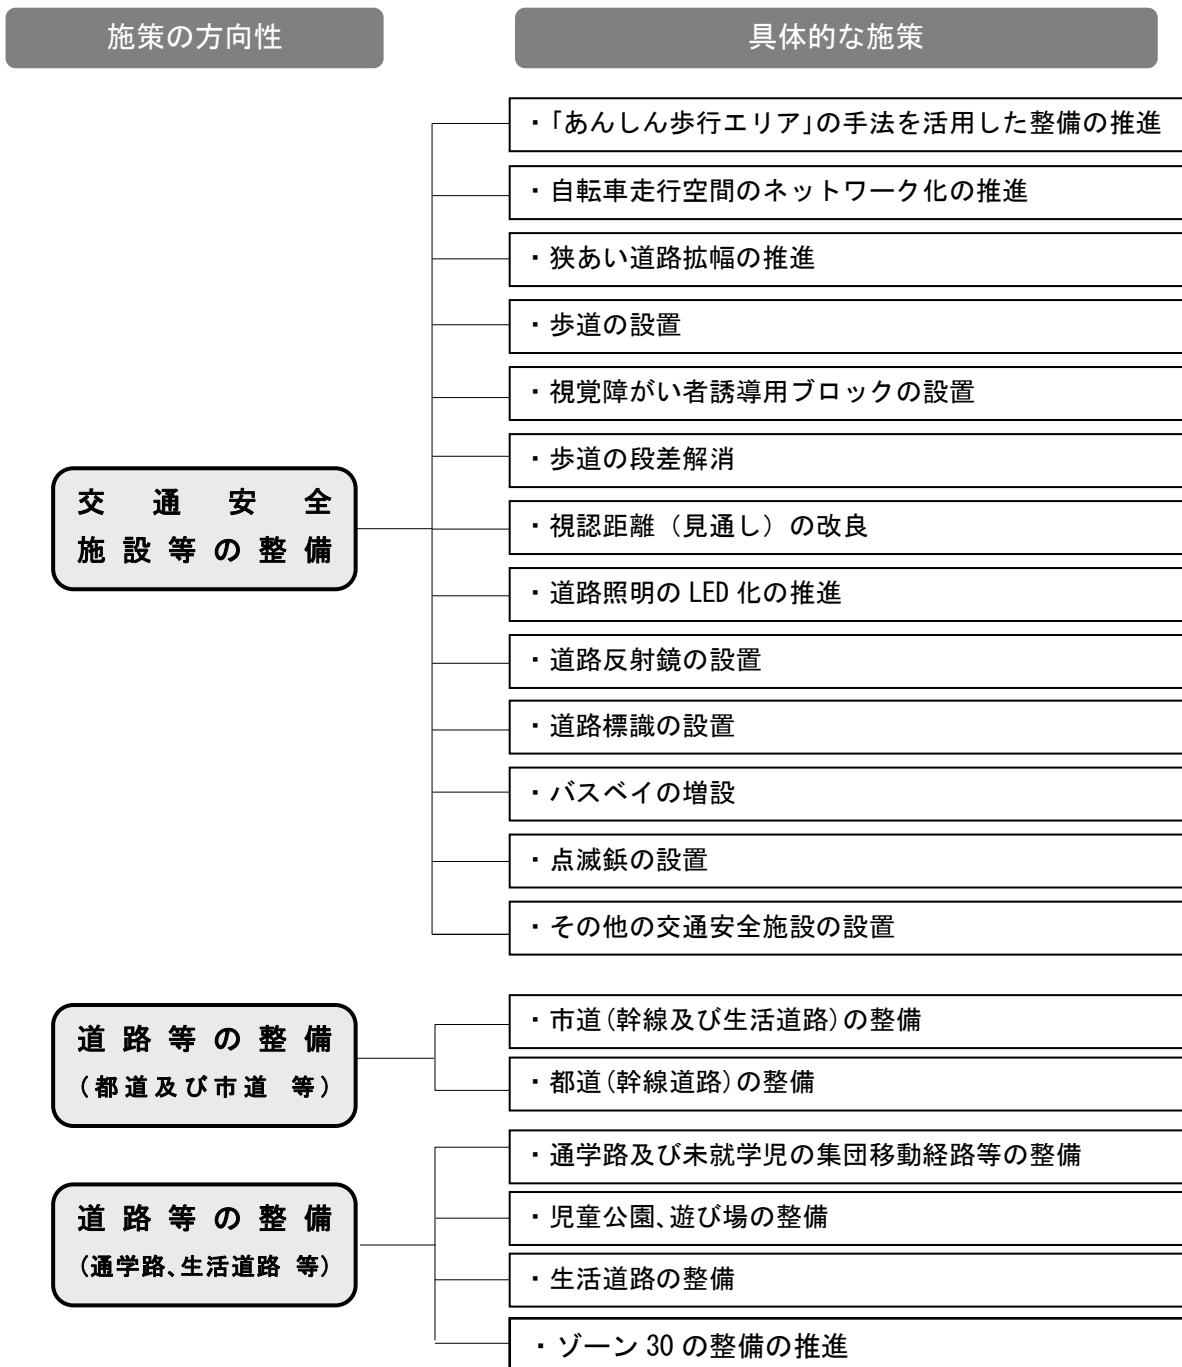 施策の方向性
具体的な施策
交通安全
施設等の整備
・「あんしん歩行エリア」の手法を活用した整備の推進
・自転車走行空間のネットワーク化の推進
・狭あい道路拡幅の推進
・歩道の設置
・視覚障がい者誘導用ブロックの設置
・歩道の段差解消
・視認距離（見通し）の改良
・道路照明の LED 化の推進
・道路反射鏡の設置
・道路標識の設置
・バスベイの増設
・点滅鋲の設置
・その他の交通安全施設の設置
道路等の整備
(都道及び市道 等)
・市道(幹線及び生活道路)の整備
・都道(幹線道路)の整備
道路等の整備
(通学路、生活道路 等)
・通学路及び未就学児の集団移動経路等の整備
・児童公園、遊び場の整備
・生活道路の整備
・ゾーン 30 の整備の推進